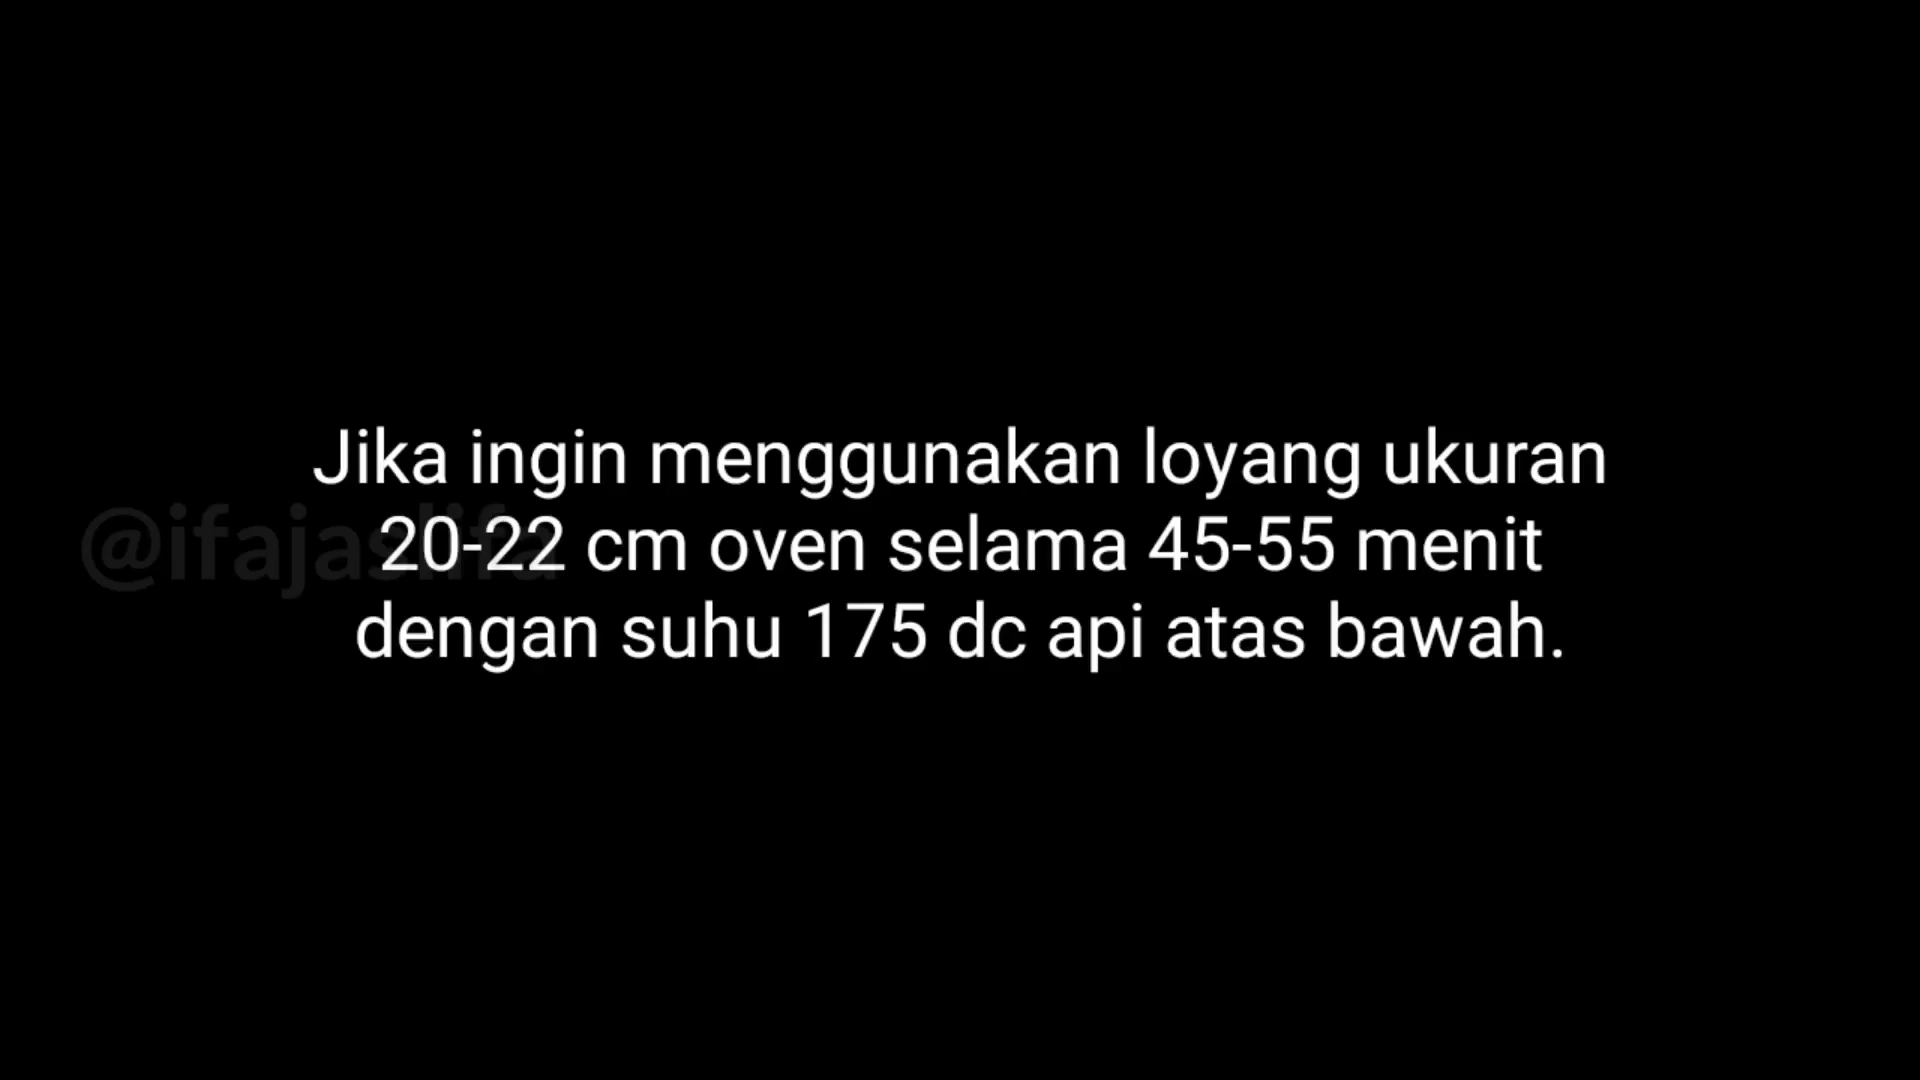 Jika ingin menggunakan loyang ukuran
20-22 cm oven selama 45-55 menit
dengan suhu 175 dc api atas bawah.
@ifajaslifa